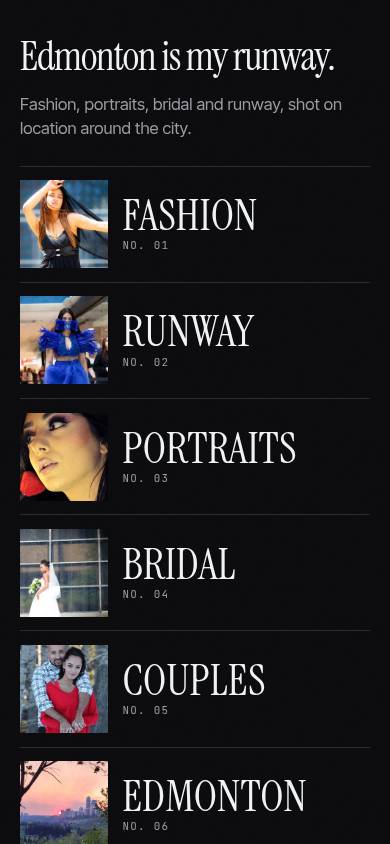 Edmonton is my runway.
Fashion, portraits, bridal and runway, shot on
location around the city.
FASHION
NO. 01
RUNWAY
NO. 02
PORTRAITS
NO. 03
BRIDAL
NO. 04
COUPLES
NO. 05
EDMONTON
NO. 06